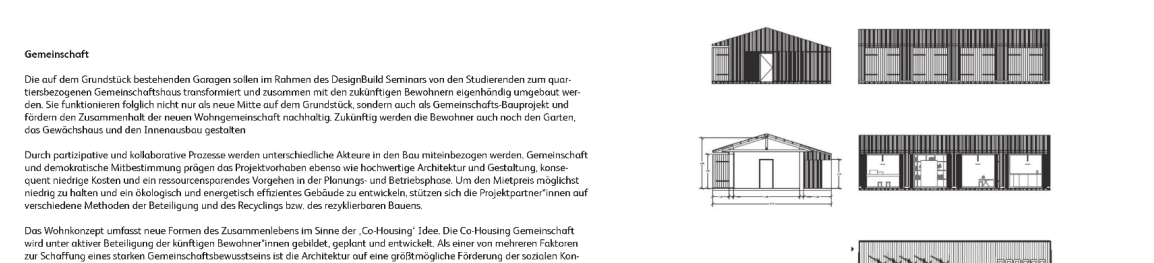 Gemeinschaft
Die auf dem Grundstück bestehenden Garagen sollen im Rahmen des DesignBuild Seminars von den Studierenden zum quar-
tiersbezogenen Gemeinschaftshaus transformiert und zusammen mit den zukünftigen Bewohnern eigenhändig umgebaut wer-
den. Sie funktionieren folglich nicht nur als neue Mitte auf dem Grundstück, sondern auch als Gemeinschafts-Bauprojekt und
fördern den Zusammenhalt der neuen Wohngemeinschaft nachhaltig. Zukünftig werden die Bewohner auch noch den Garten,
das Gewächshaus und den Innenausbau gestalten
Durch partizipative und kollaborative Prozesse werden unterschiedliche Akteure in den Bau miteinbezogen werden. Gemeinschaft
und demokratische Mitbestimmung prägen das Projektvorhaben ebenso wie hochwertige Architektur und Gestaltung, konse-
quent niedrige Kosten und ein ressourcensparendes Vorgehen in der Planungs- und Betriebsphase. Um den Mietpreis möglichst
niedrig zu halten und ein ökologisch und energetisch effizientes Gebäude zu entwickeln, stützen sich die Projektpartner*innen auf
verschiedene Methoden der Beteiligung und des Recyclings bzw. des rezyklierbaren Bauens.
Das Wohnkonzept umfasst neue Formen des Zusammenlebens im Sinne der ‚Co-Housing‘ Idee. Die Co-Housing Gemeinschaft
wird unter aktiver Beteiligung der künftigen Bewohner*innen gebildet, geplant und entwickelt. Als einer von mehreren Faktoren
zur Schaffung eines starken Gemeinschaftsbewusstseins ist die Architektur auf eine größtmögliche Förderung der sozialen Kon-